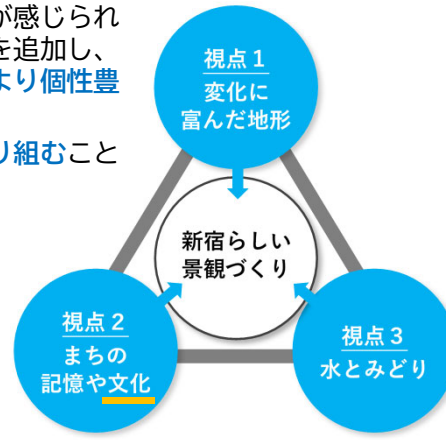 が感じられ
を追加し、
より個性豊
り組むこと
視点1
変化に
富んだ地形
新宿らしい
景観づくり
視点2
まちの
記憶や文化
視点3
水とみどり